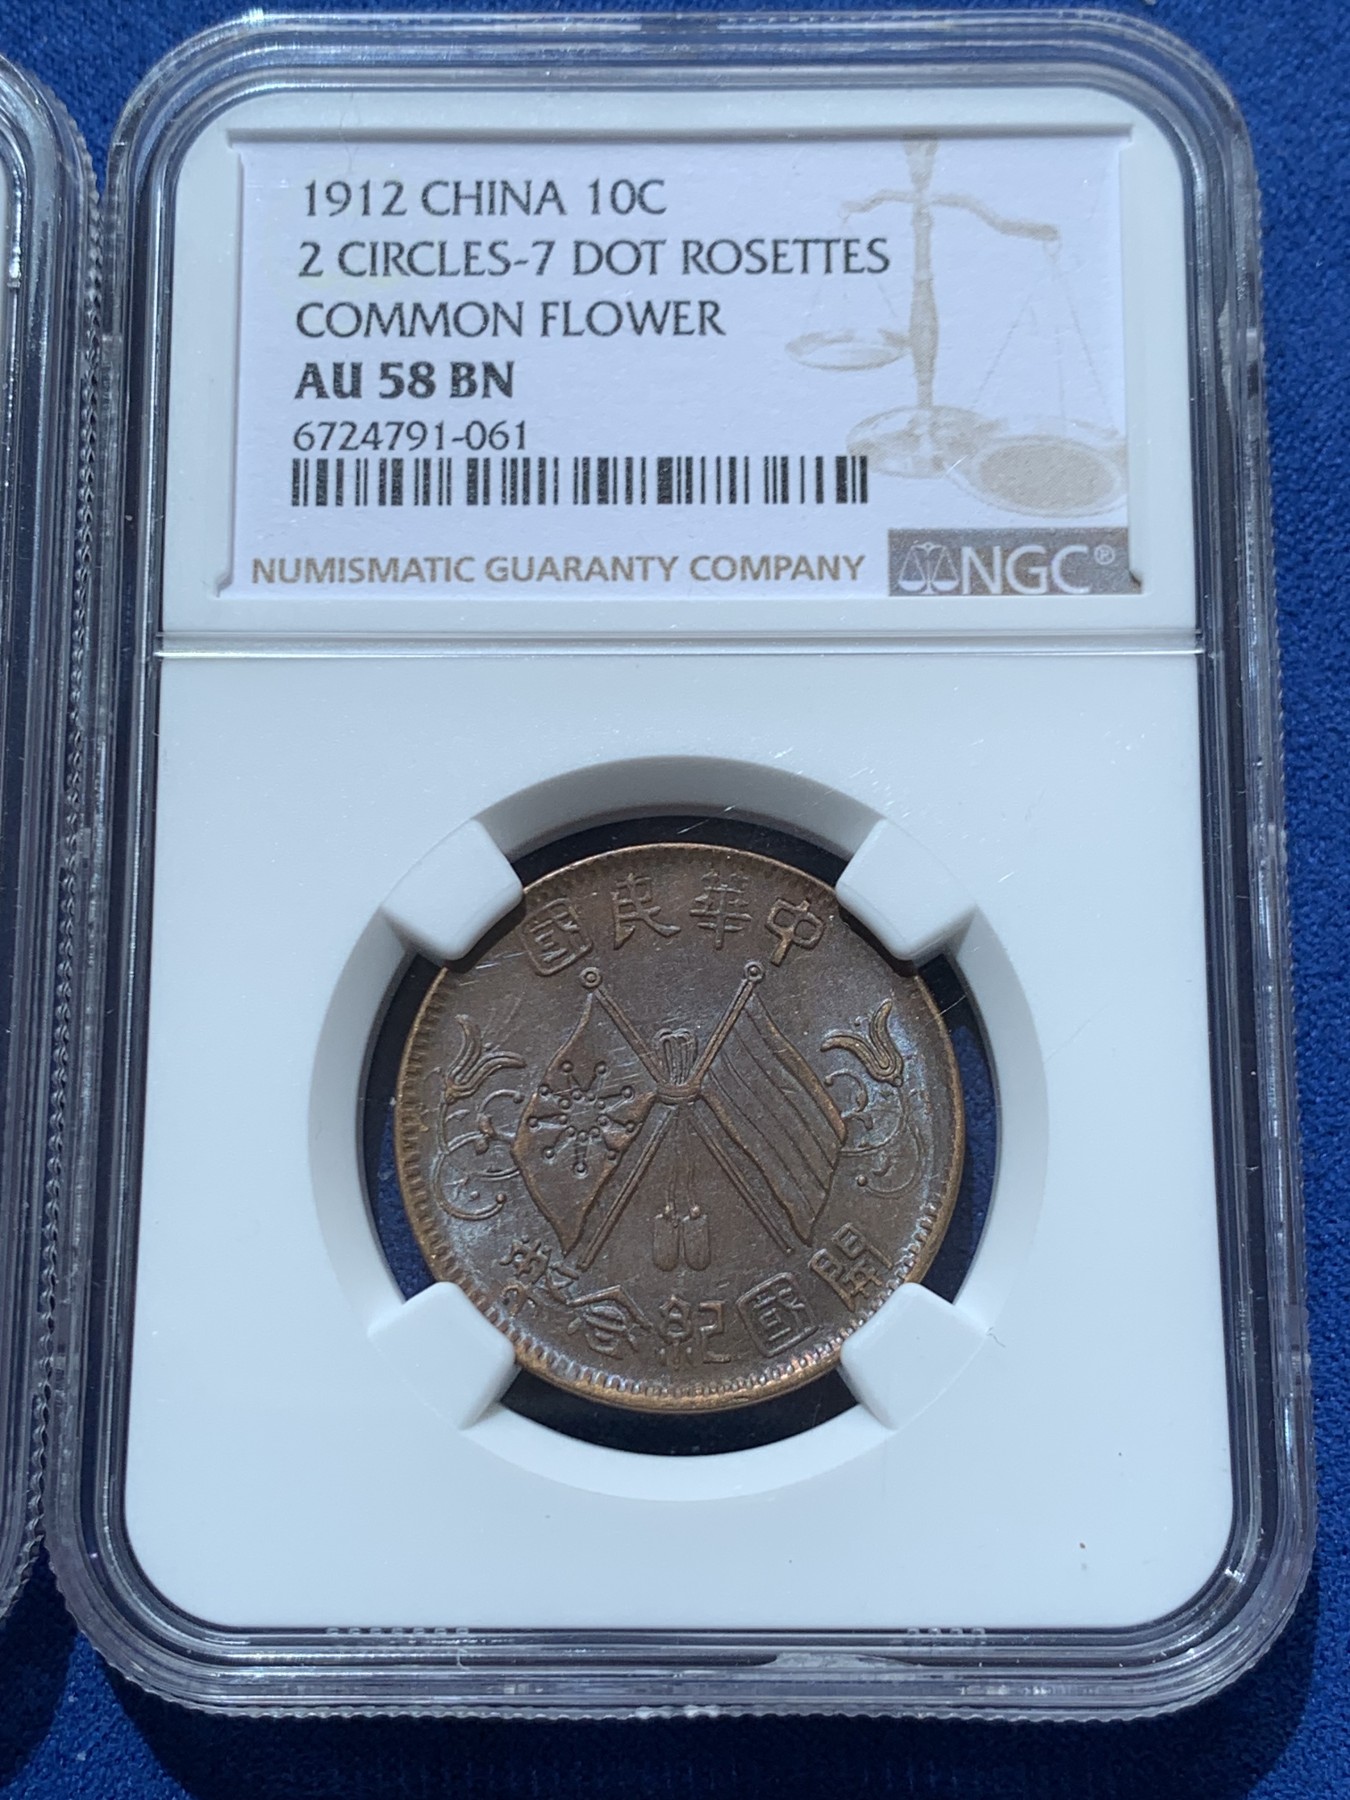 1912 CHINA 10C
2 CIRCLES-7 DOT ROSETTES
COMMON FLOWER
AU 58 BN
6724791-061
NUMISMATIC GUARANTY COMPANY
NGC®
中華民國
開國紀念幣